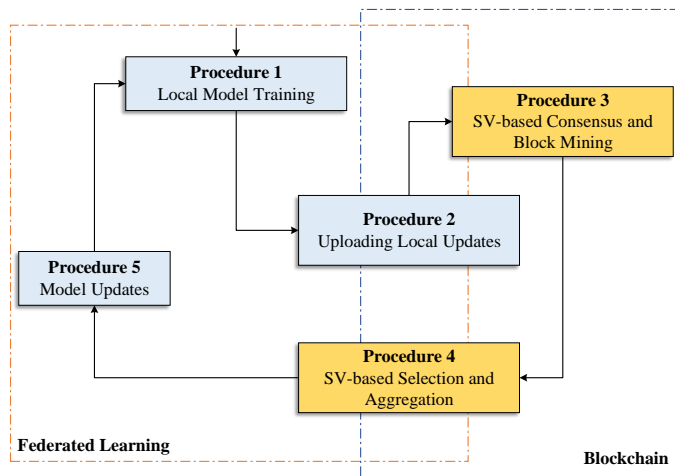 Procedure 1
Local Model Training
Procedure 3
SV-based Consensus and
Block Mining
Procedure 2
Uploading Local Updates
Procedure 5
Model Updates
Procedure 4
SV-based Selection and
Aggregation
Federated Learning
Blockchain